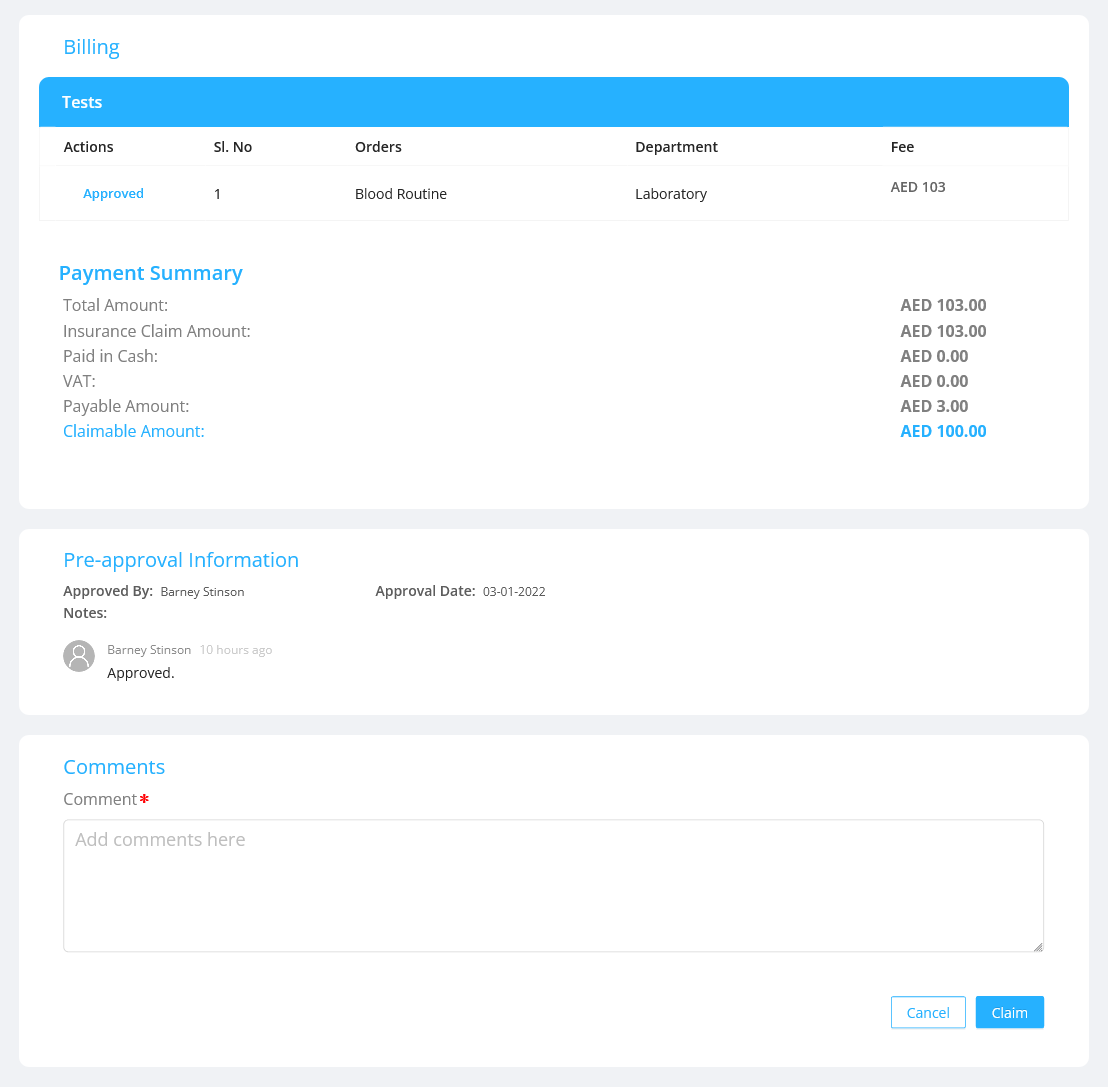 Billing
Tests
Actions Sl. No Orders Department Fee
Approved 1 Blood Routine Laboratory AED 103
Payment Summary
Total Amount: AED 103.00
Insurance Claim Amount: AED 103.00
Paid in Cash: AED 0.00
VAT: AED 0.00
Payable Amount: AED 3.00
Claimable Amount: AED 100.00
Pre-approval Information
Approved By: Barney Stinson Approval Date: 03-01-2022
Notes:
Barney Stinson 10 hours ago
Approved.
Comments
Comment*
Add comments here
Cancel Claim